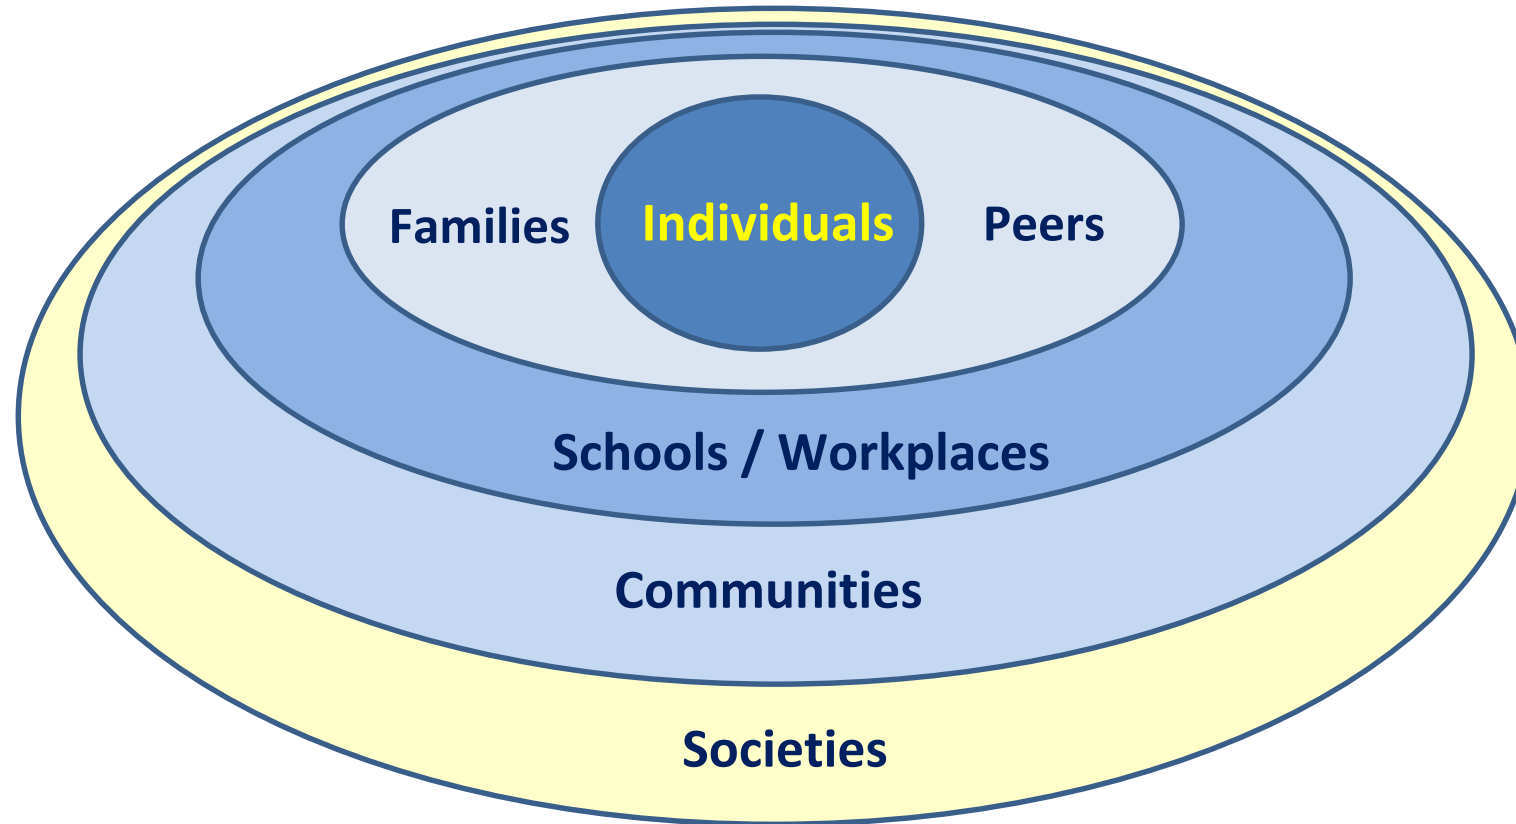 Families Individuals Peers
Schools / Workplaces
Communities
Societies